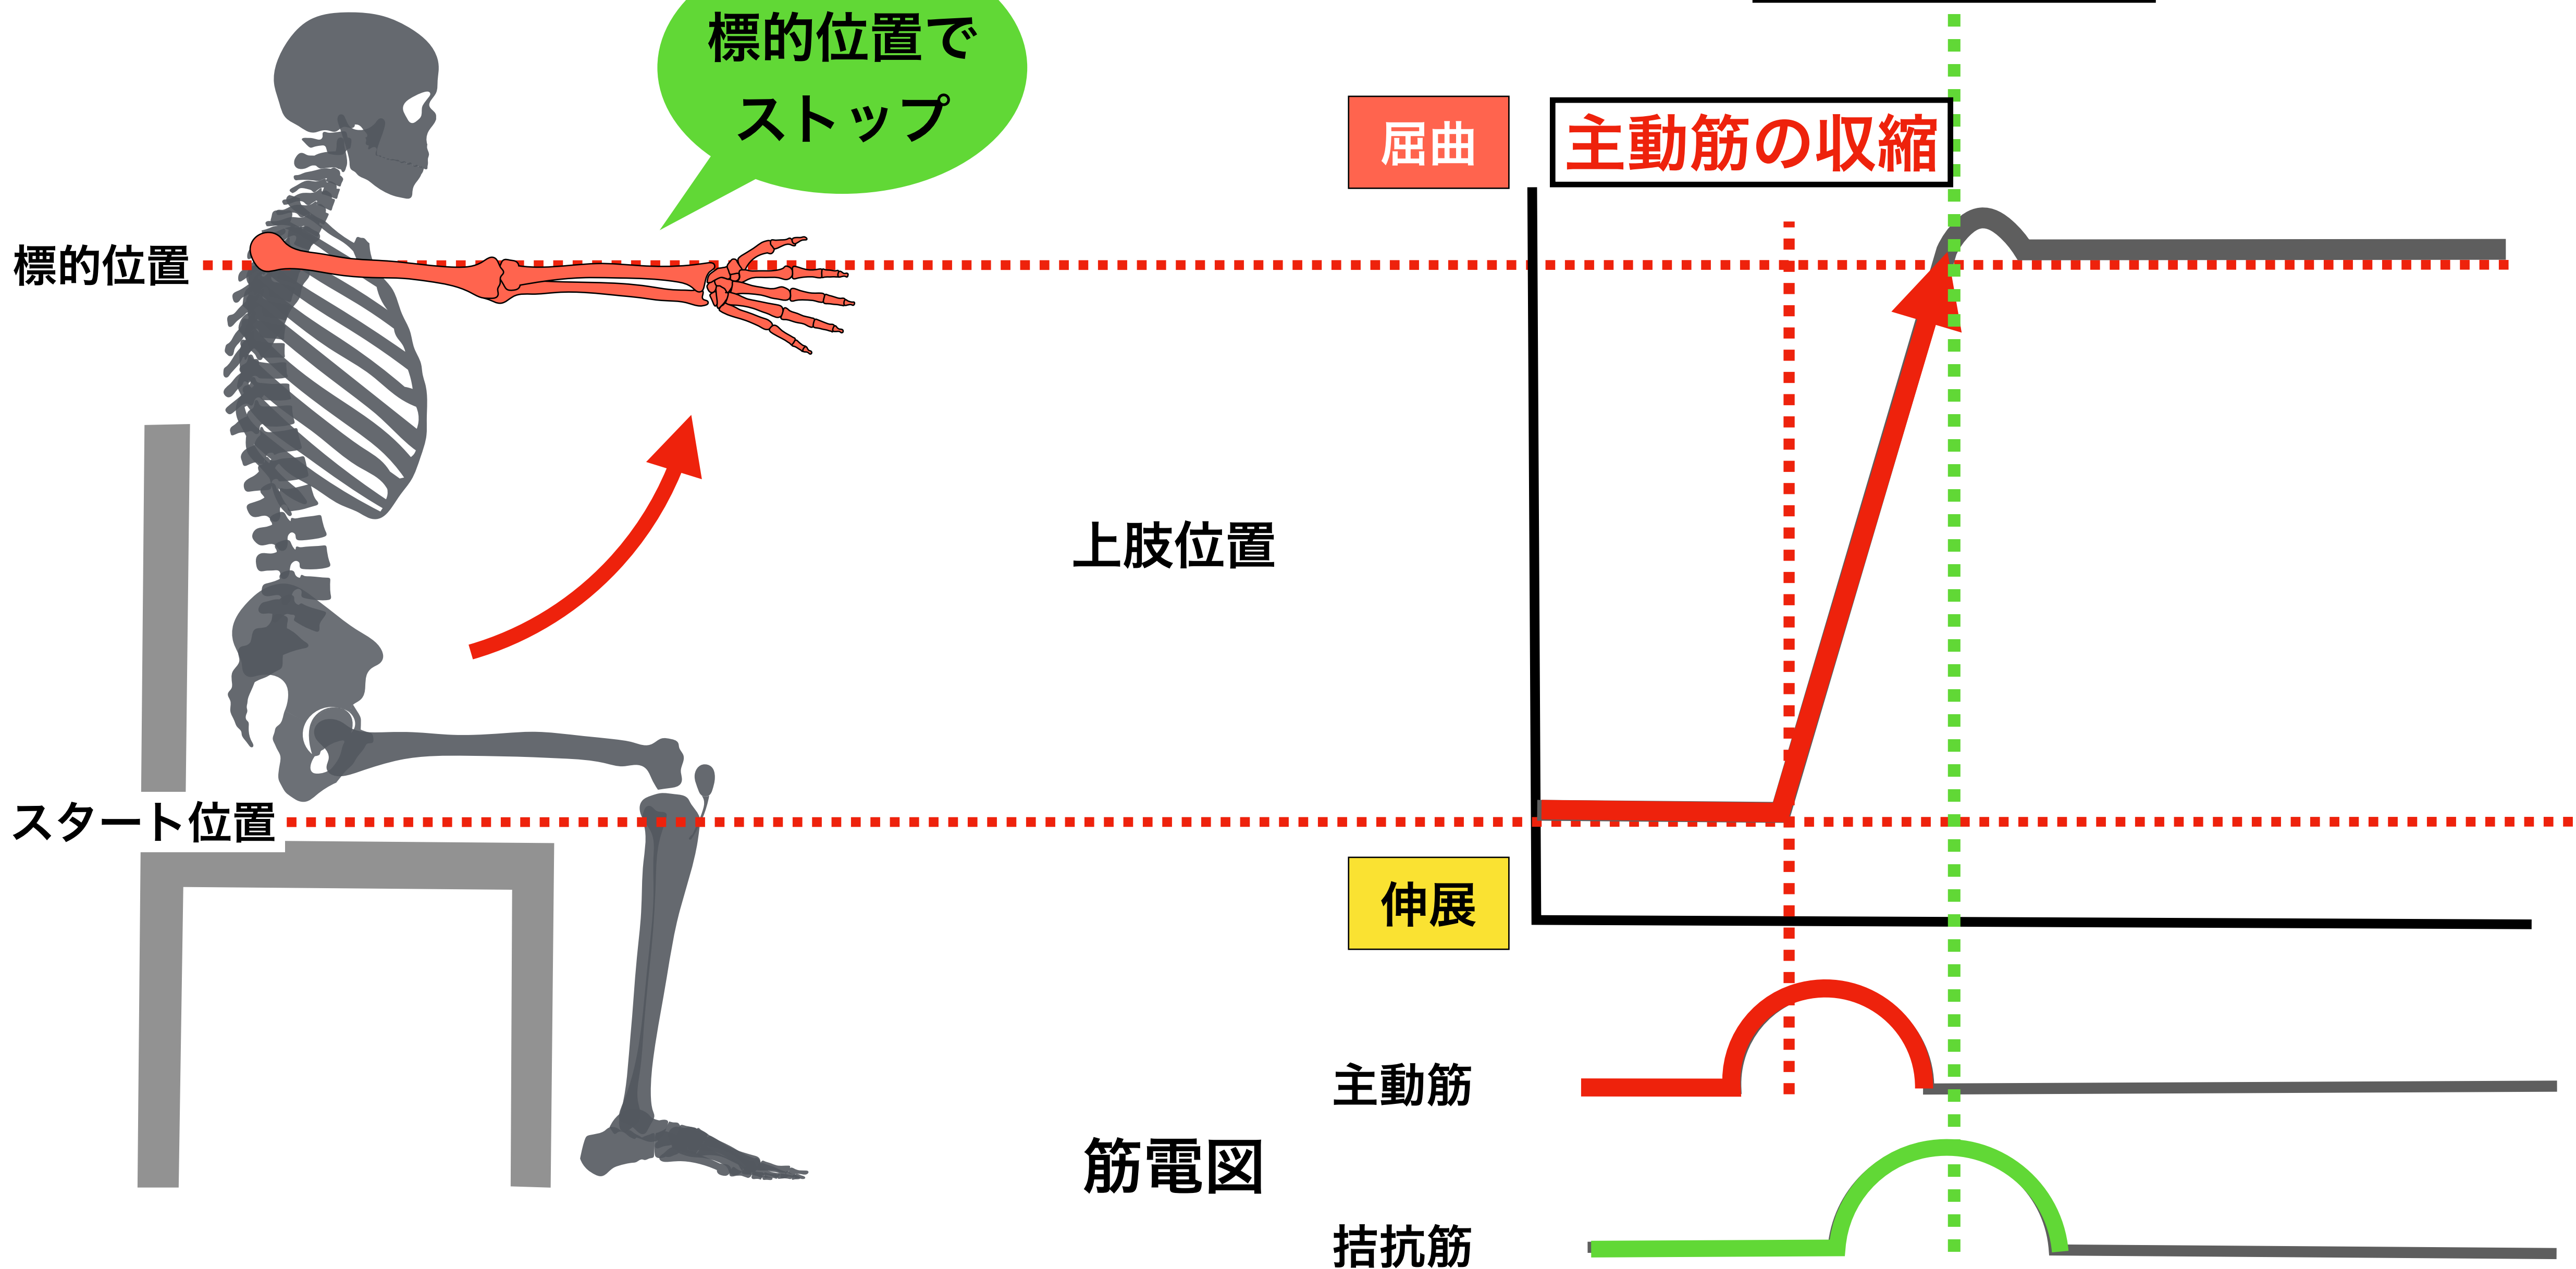 標的位置で
ストップ
屈曲
主動筋の収縮
標的位置
上肢位置
スタート位置
伸展
主動筋
筋電図
拮抗筋